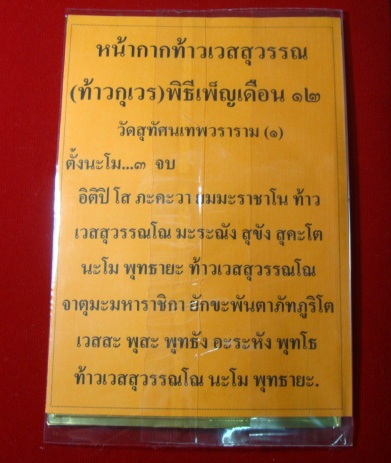 หน้ากากท้าวเวสสุวรรณ
(ท้าวกุเวร)พิธีเพ็ญเดือน ๑๒
วัดสุทัศนเทพวราราม (๑)
ตั้งนะโม...๓ จบ
อิติปิ โส ภะคะวา ยมมะราชาโน ท้าว
เวสสุวรรณโณ มะระณัง สุขัง สุคะโต
นะโม พุทธายะ ท้าวเวสสุวรรณโณ
จาตุมะมหาราชิกา ยักขะพันตาภัทภูริโต
เวสสะ พุสะ พุทธัง อะระหัง พุทโธ
ท้าวเวสสุวรรณโณ นะโม พุทธายะ.